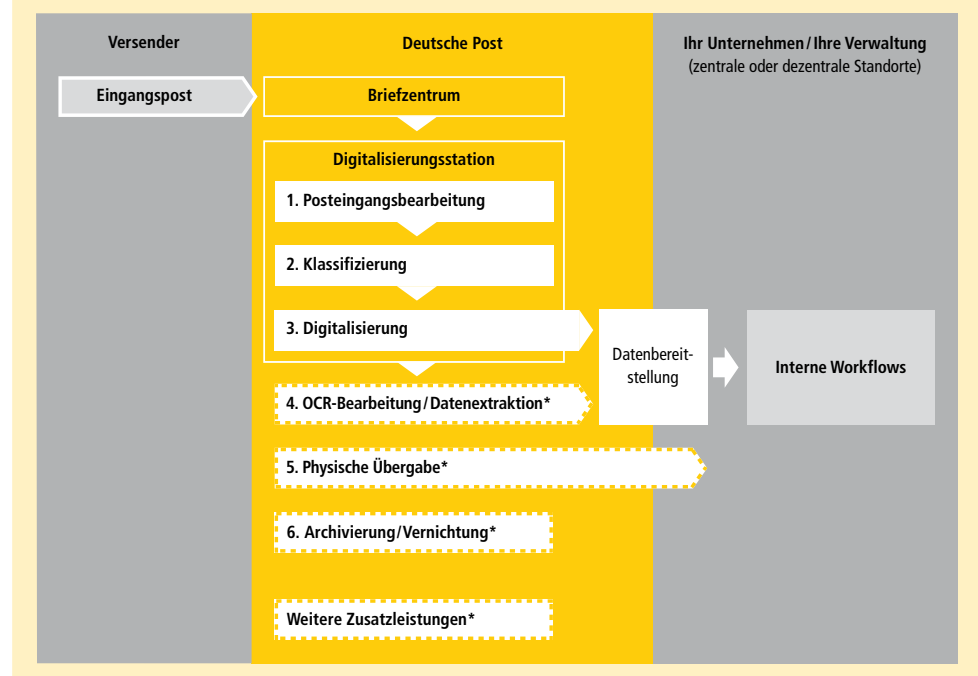 Versender
Deutsche Post
Ihr Unternehmen/Ihre Verwaltung
(zentrale oder dezentrale Standorte)
Eingangspost
Briefzentrum
Digitalisierungsstation
1. Posteingangsbearbeitung
2. Klassifizierung
3. Digitalisierung
Datenbereit-
stellung
Interne Workflows
4. OCR-Bearbeitung/Datenextraktion*
5. Physische Übergabe*
6. Archivierung/Vernichtung*
Weitere Zusatzleistungen*